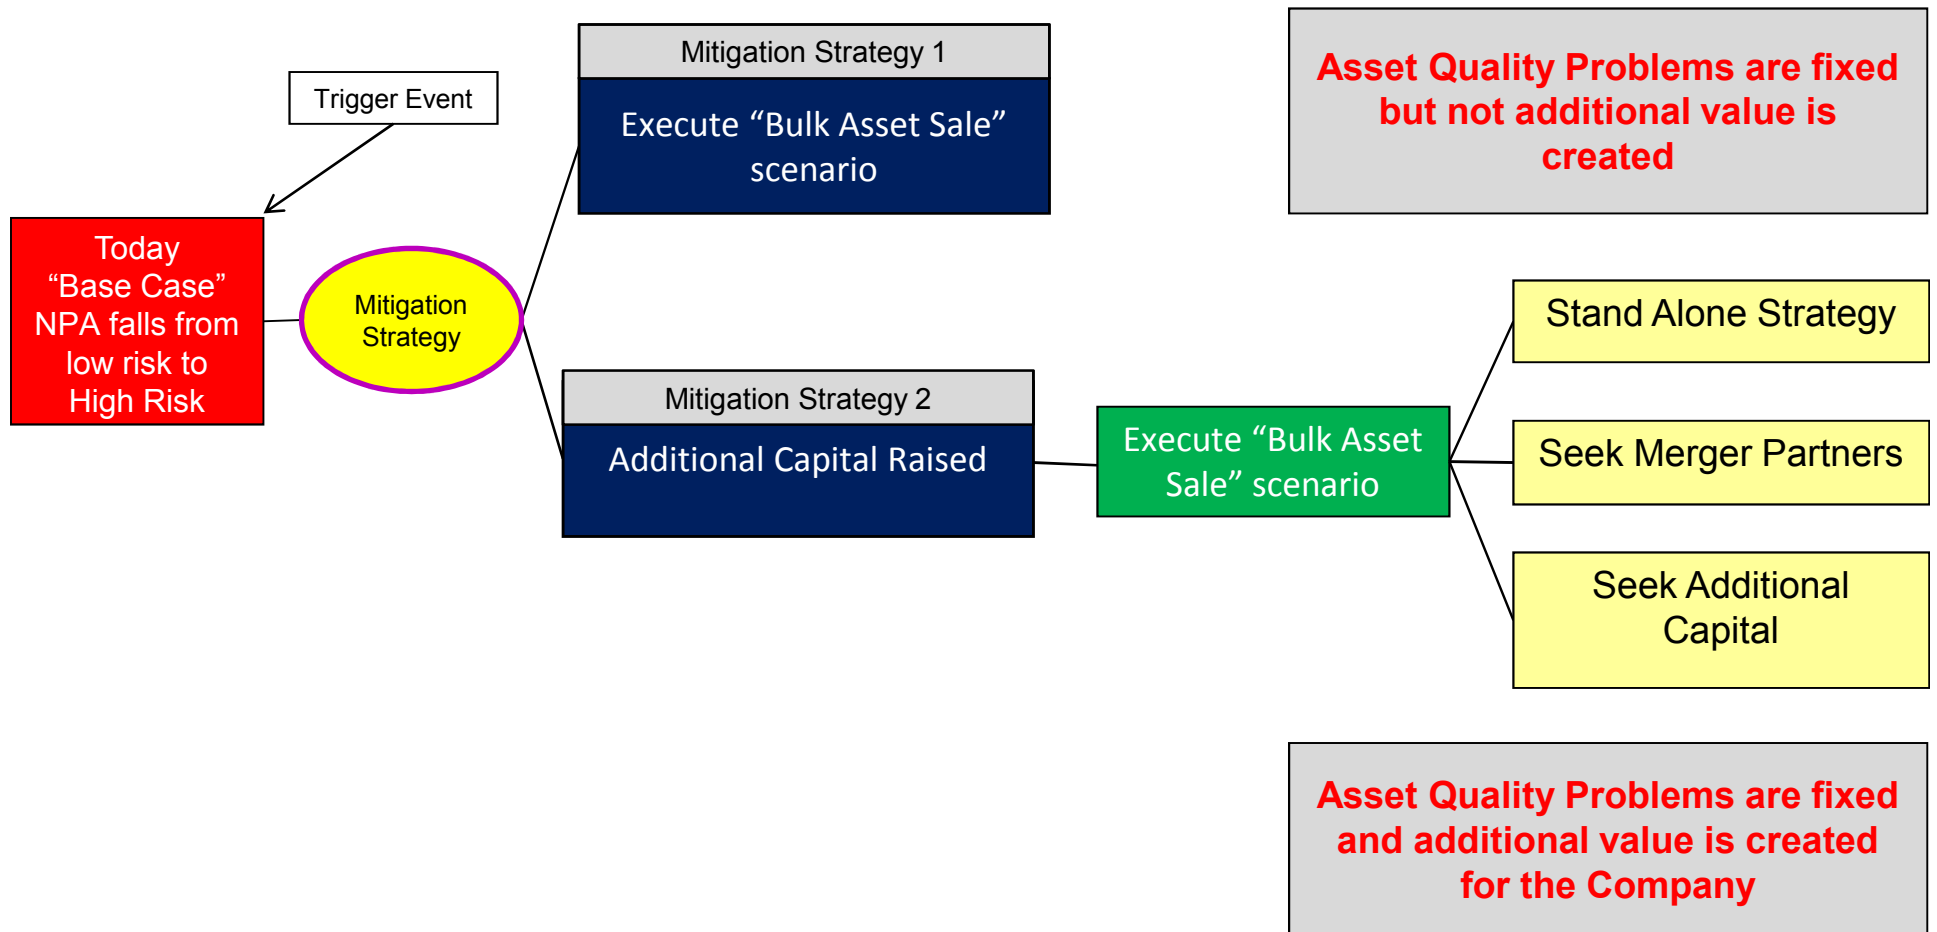 Mitigation Strategy 1
Execute “Bulk Asset Sale”
scenario
Asset Quality Problems are fixed
but not additional value is
created
Trigger Event
Today
“Base Case”
NPA falls from
low risk to
High Risk
Mitigation
Strategy
Mitigation Strategy 2
Additional Capital Raised
Execute “Bulk Asset
Sale” scenario
Stand Alone Strategy
Seek Merger Partners
Seek Additional
Capital
Asset Quality Problems are fixed
and additional value is created
for the Company